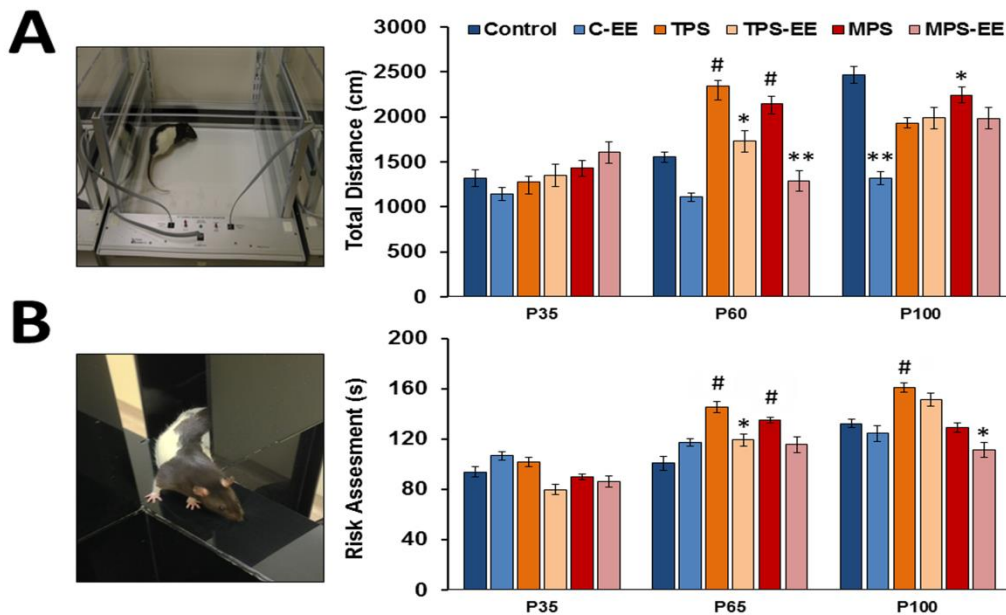 A
Control C-EE TPS TPS-EE MPS MPS-EE
Total Distance (cm)
3000
2500
2000
1500
1000
500
0
# * # ** ** *
P35 P60 P100
B
Risk Assessment (s)
200
160
120
80
40
0
# * # # *
P35 P65 P100